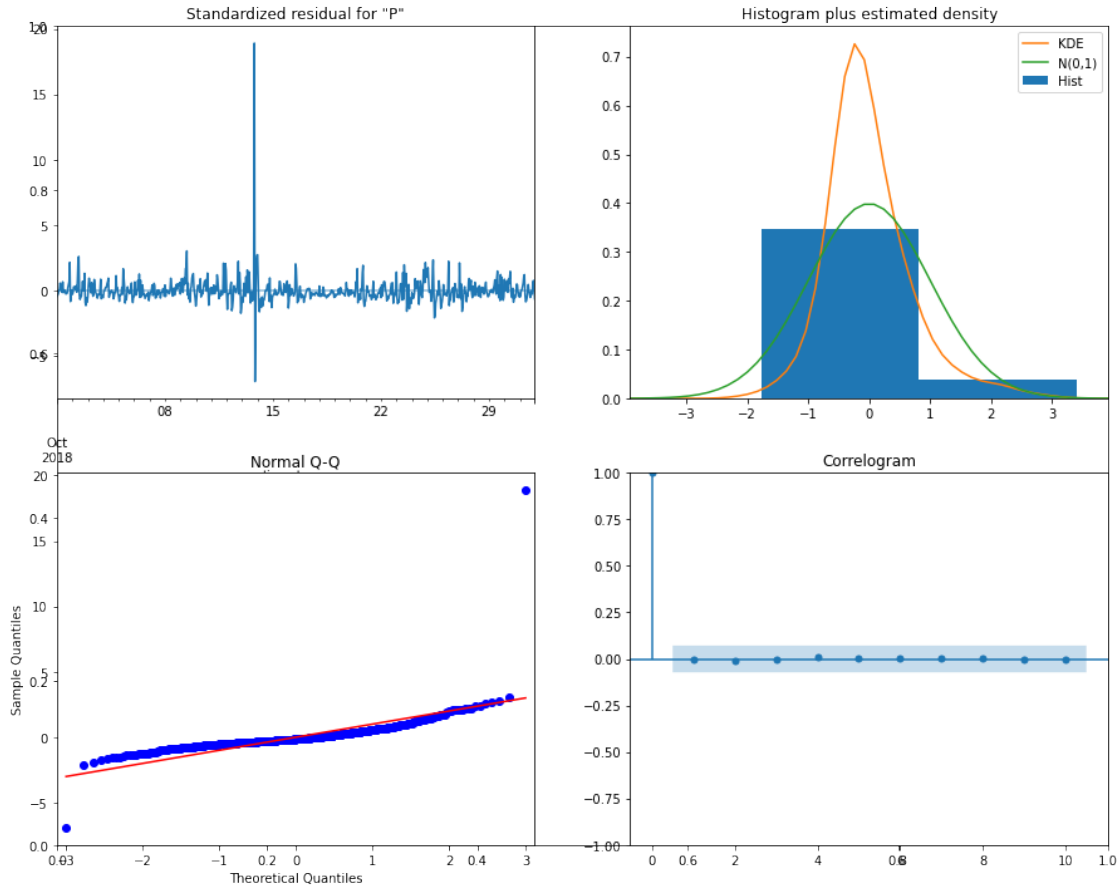 Standardized residual for "P"
1.0
20
15
10
0.8
5
0
0.6
−5
08 15 22 29
Oct
2018
Histogram plus estimated density
KDE
N(0,1)
Hist
0.7
0.6
0.5
0.4
0.3
0.2
0.1
0.0
−3 −2 −1 0 1 2 3
Normal Q-Q
Sample Quantiles
20
0.4
15
10
5
0.2
0
−5
0.0
0.0 −3 −2 −1 0.2 0 1 2 0.4 3
Theoretical Quantiles
Correlogram
1.00
0.75
0.50
0.25
0.00
−0.25
−0.50
−0.75
−1.00
0 0.6 2 4 0.8 6 8 10 1.0